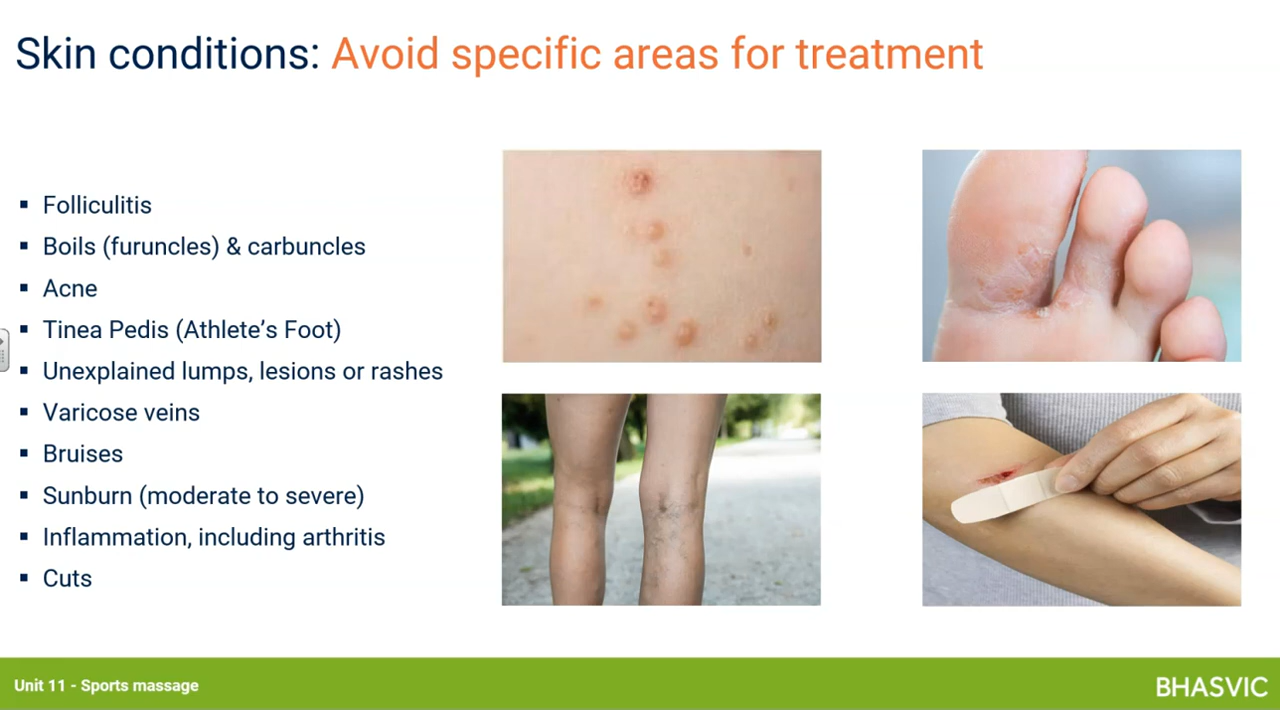 Skin conditions: Avoid specific areas for treatment
▪ Folliculitis
▪ Boils (furuncles) & carbuncles
▪ Acne
▪ Tinea Pedis (Athlete’s Foot)
▪ Unexplained lumps, lesions or rashes
▪ Varicose veins
▪ Bruises
▪ Sunburn (moderate to severe)
▪ Inflammation, including arthritis
▪ Cuts
Unit 11 - Sports massage
BHASVIC